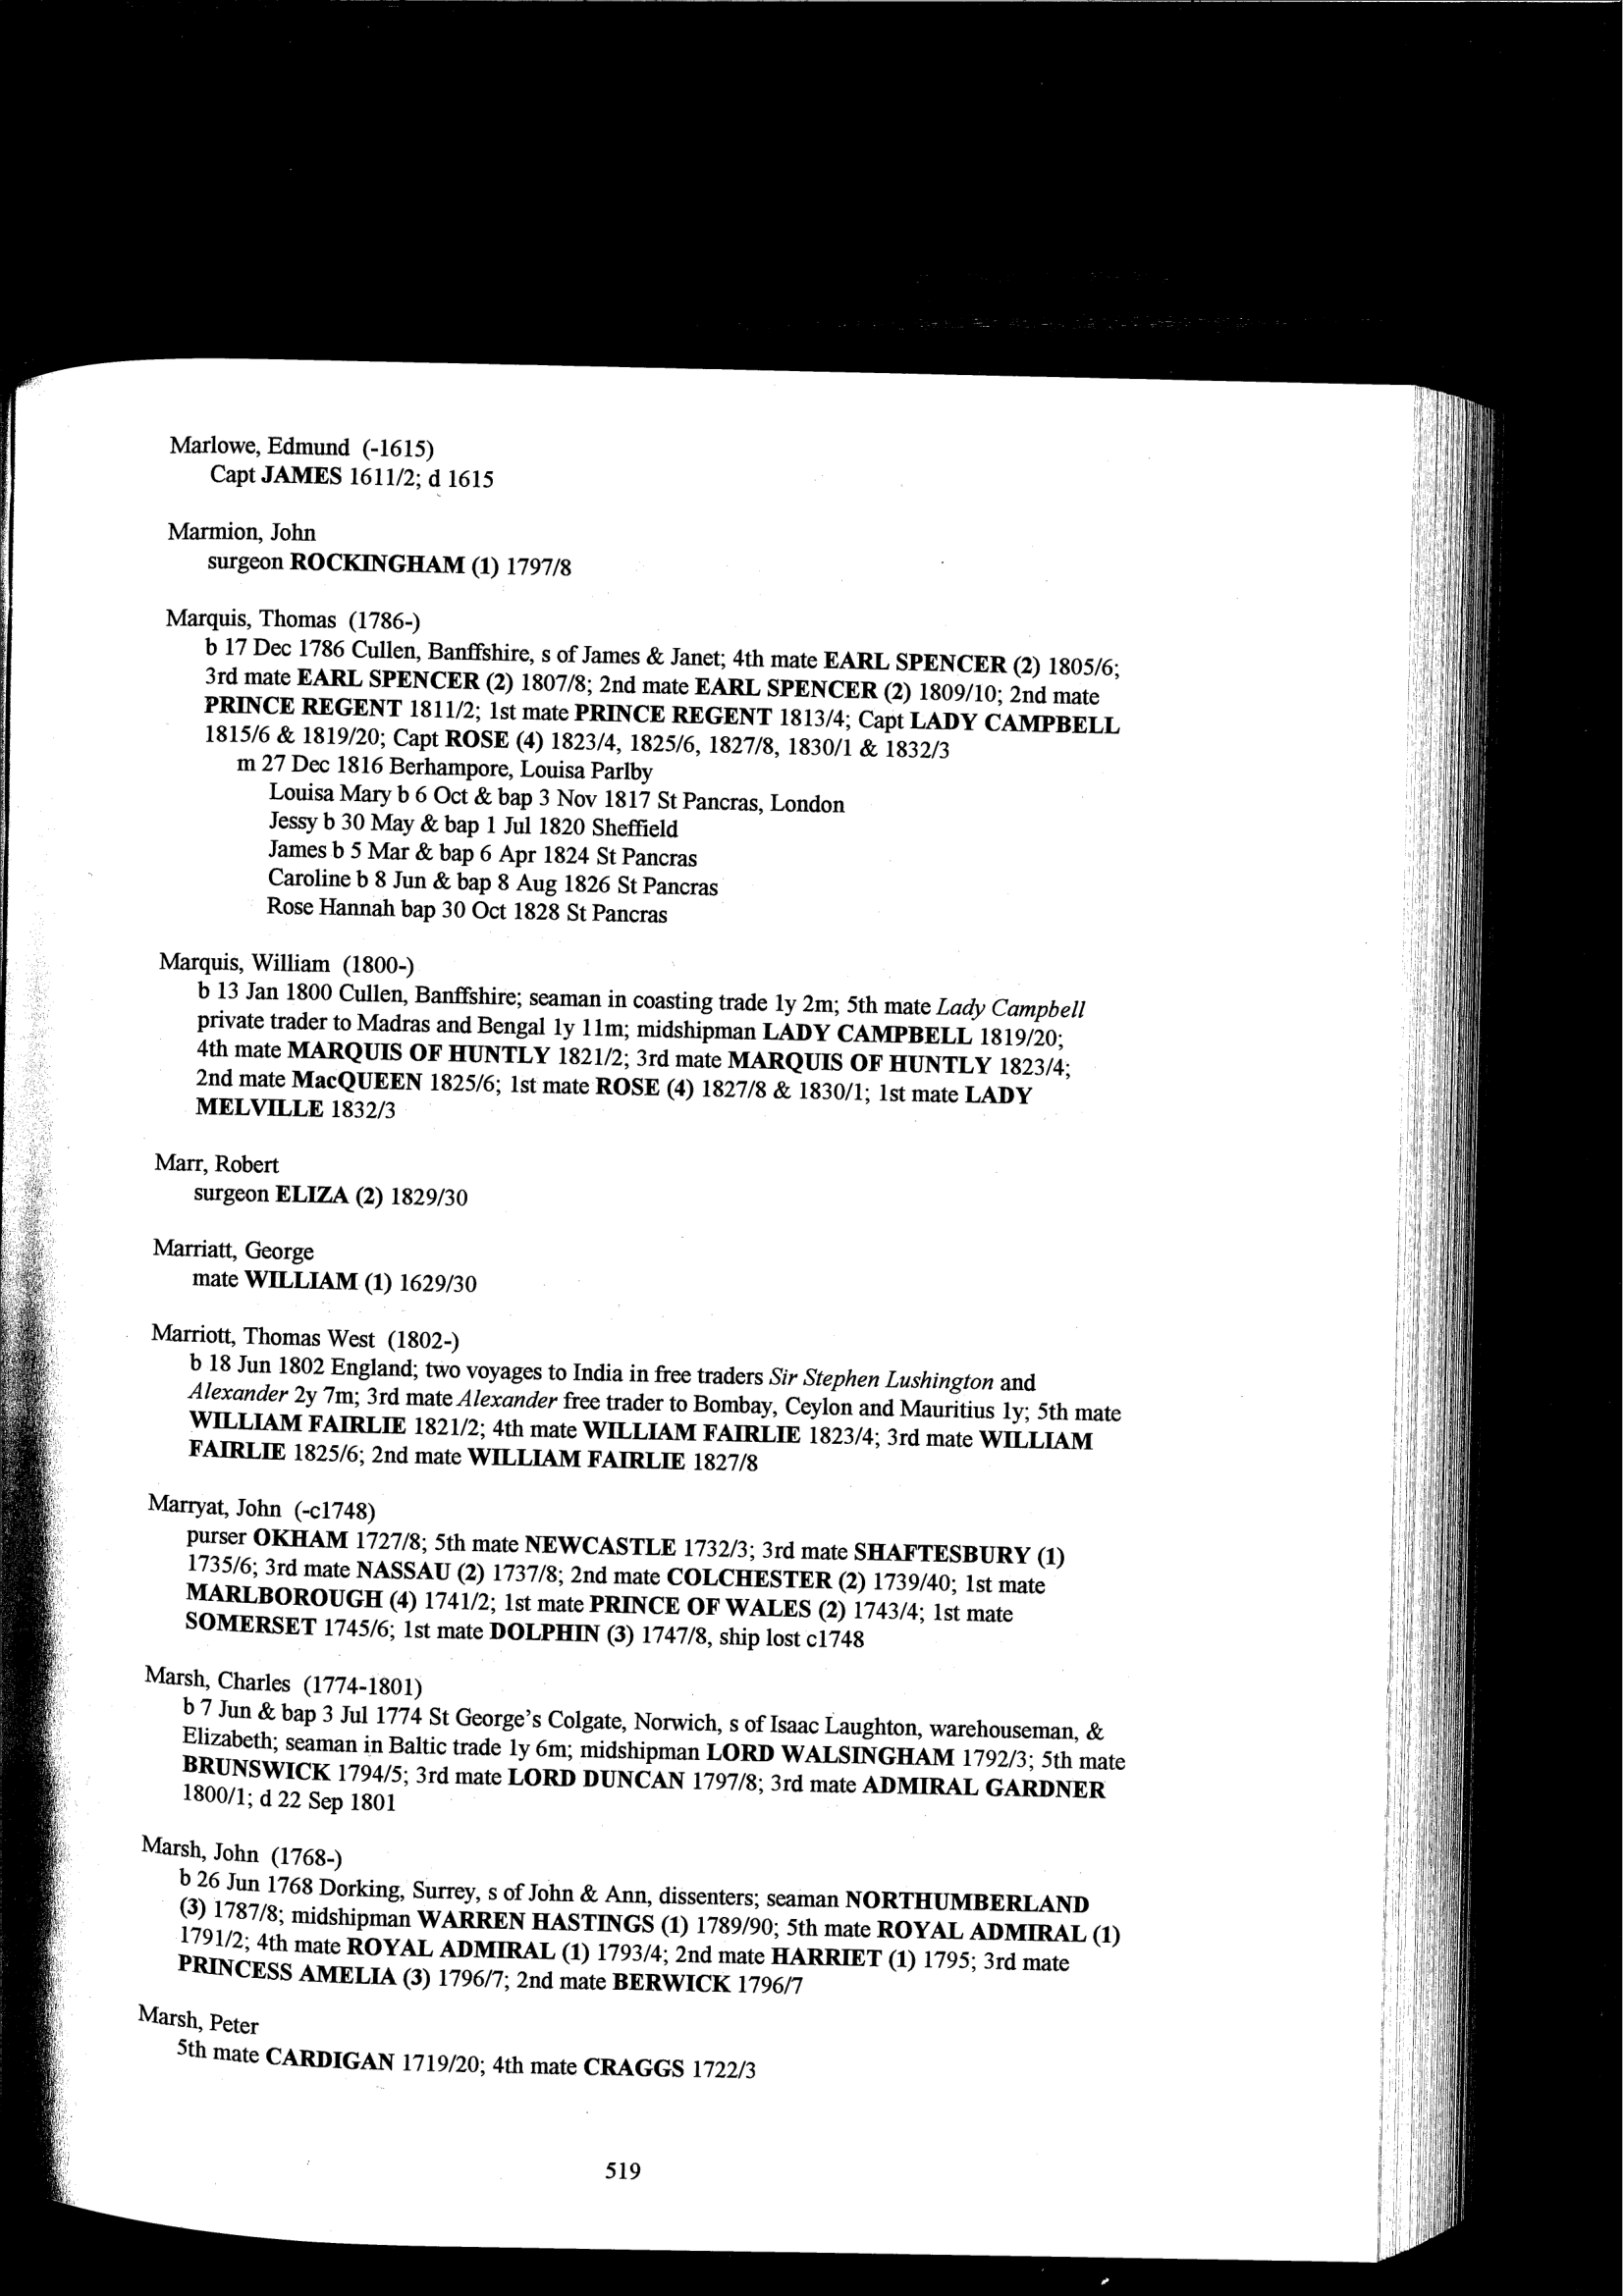 Marlowe, Edmund (-1615)
Capt JAMES 1611/2; d 1615
Marmion, John
surgeon ROCKINGHAM (1) 1797/8
Marquis, Thomas (1786-)
b 17 Dec 1786 Cullen, Banffshire, s of James & Janet; 4th mate EARL SPENCER (2) 1805/6;
3rd mate EARL SPENCER (2) 1807/8; 2nd mate EARL SPENCER (2) 1809/10; 2nd mate
PRINCE REGENT 1811/2; 1st mate PRINCE REGENT 1813/4; Capt LADY CAMPBELL
1815/6 & 1819/20; Capt ROSE (4) 1823/4, 1825/6, 1827/8, 1830/1 & 1832/3
m 27 Dec 1816 Berhampore, Louisa Parlby
Louisa Mary b 6 Oct & bap 3 Nov 1817 St Pancras, London
Jessy b 30 May & bap 1 Jul 1820 Sheffield
James b 5 Mar & bap 6 Apr 1824 St Pancras
Caroline b 8 Jun & bap 8 Aug 1826 St Pancras
Rose Hannah bap 30 Oct 1828 St Pancras
Marquis, William (1800-)
b 13 Jan 1800 Cullen, Banffshire; seaman in coasting trade 1y 2m; 5th mate Lady Campbell
private trader to Madras and Bengal 1y 11m; midshipman LADY CAMPBELL 1819/20;
4th mate MARQUIS OF HUNTLY 1821/2; 3rd mate MARQUIS OF HUNTLY 1823/4;
2nd mate MacQUEEN 1825/6; 1st mate ROSE (4) 1827/8 & 1830/1; 1st mate LADY
MELVILLE 1832/3
Marr, Robert
surgeon ELIZA (2) 1829/30
Marriatt, George
mate WILLIAM (1) 1629/30
Marriott, Thomas West (1802-)
b 18 Jun 1802 England; two voyages to India in free traders Sir Stephen Lushington and
Alexander 2y 7m; 3rd mate Alexander free trader to Bombay, Ceylon and Mauritius 1y; 5th mate
WILLIAM FAIRLIE 1821/2; 4th mate WILLIAM FAIRLIE 1823/4; 3rd mate WILLIAM
FAIRLIE 1825/6; 2nd mate WILLIAM FAIRLIE 1827/8
Marryat, John (-c1748)
purser OKHAM 1727/8; 5th mate NEWCASTLE 1732/3; 3rd mate SHAFTESBURY (1)
1735/6; 3rd mate NASSAU (2) 1737/8; 2nd mate COLCHESTER (2) 1739/40; 1st mate
MARLBOROUGH (4) 1741/2; 1st mate PRINCE OF WALES (2) 1743/4; 1st mate
SOMERSET 1745/6; 1st mate DOLPHIN (3) 1747/8, ship lost c1748
Marsh, Charles (1774-1801)
b 7 Jun & bap 3 Jul 1774 St George's Colgate, Norwich, s of Isaac Laughton, warehouseman, &
Elizabeth; seaman in Baltic trade 1y 6m; midshipman LORD WALSINGHAM 1792/3; 5th mate
BRUNSWICK 1794/5; 3rd mate LORD DUNCAN 1797/8; 3rd mate ADMIRAL GARDNER
1800/1; d 22 Sep 1801
Marsh, John (1768-)
b 26 Jun 1768 Dorking, Surrey, s of John & Ann, dissenters; seaman NORTHUMBERLAND
(3) 1787/8; midshipman WARREN HASTINGS (1) 1789/90; 5th mate ROYAL ADMIRAL (1)
1791/2; 4th mate ROYAL ADMIRAL (1) 1793/4; 2nd mate HARRIET (1) 1795; 3rd mate
PRINCESS AMELIA (3) 1796/7; 2nd mate BERWICK 1796/7
Marsh, Peter
5th mate CARDIGAN 1719/20; 4th mate CRAGGS 1722/3
519